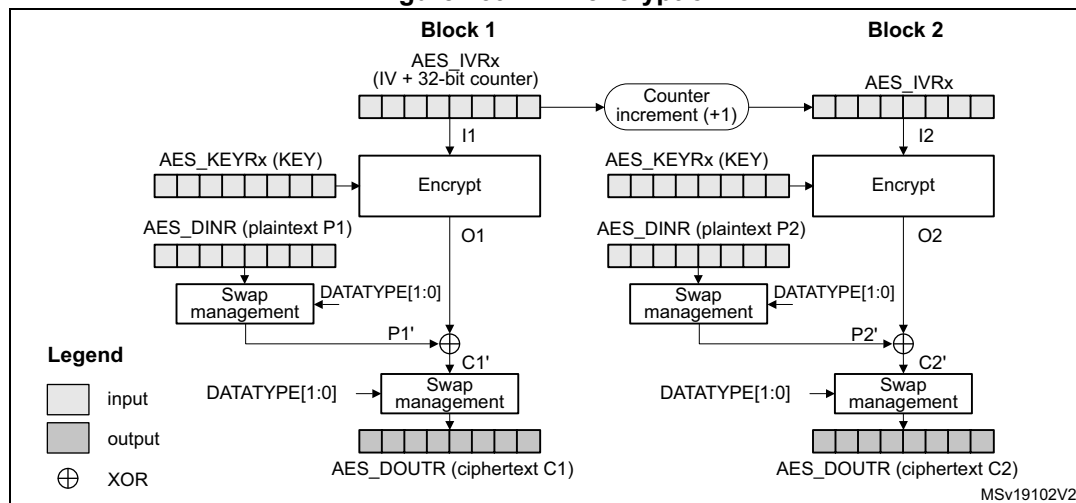 Block 1
Block 2
AES_IVRx
(IV + 32-bit counter)
Counter
increment (+1)
AES_IVRx
I1
I2
AES_KEYRx (KEY)
Encrypt
AES_KEYRx (KEY)
Encrypt
AES_DINR (plaintext P1)
O1
AES_DINR (plaintext P2)
O2
Swap
management
DATATYPE[1:0]
Swap
management
DATATYPE[1:0]
P1'
P2'
Legend
C1'
C2'
input
DATATYPE[1:0]
Swap
management
DATATYPE[1:0]
Swap
management
output
XOR
AES_DOUTR (ciphertext C1)
AES_DOUTR (ciphertext C2)
MSv19102V2